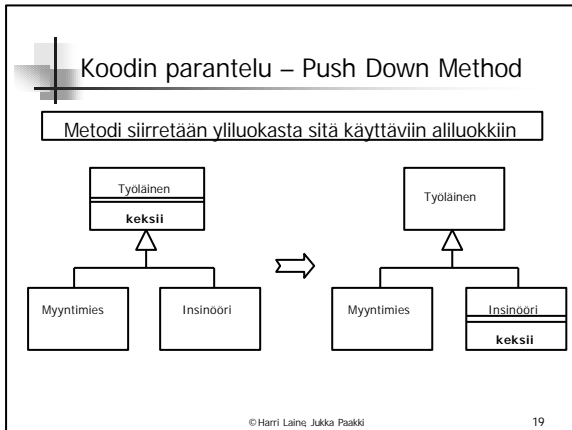 Koodin parantelu – Push Down Method
Metodi siirretään yliluokasta sitä käyttäviin aliluokkiin
Työläinen
keksii
Myyntimies
Insinööri
Työläinen
Myyntimies
Insinööri
keksii
© Harri Laine, Jukka Paakki
19